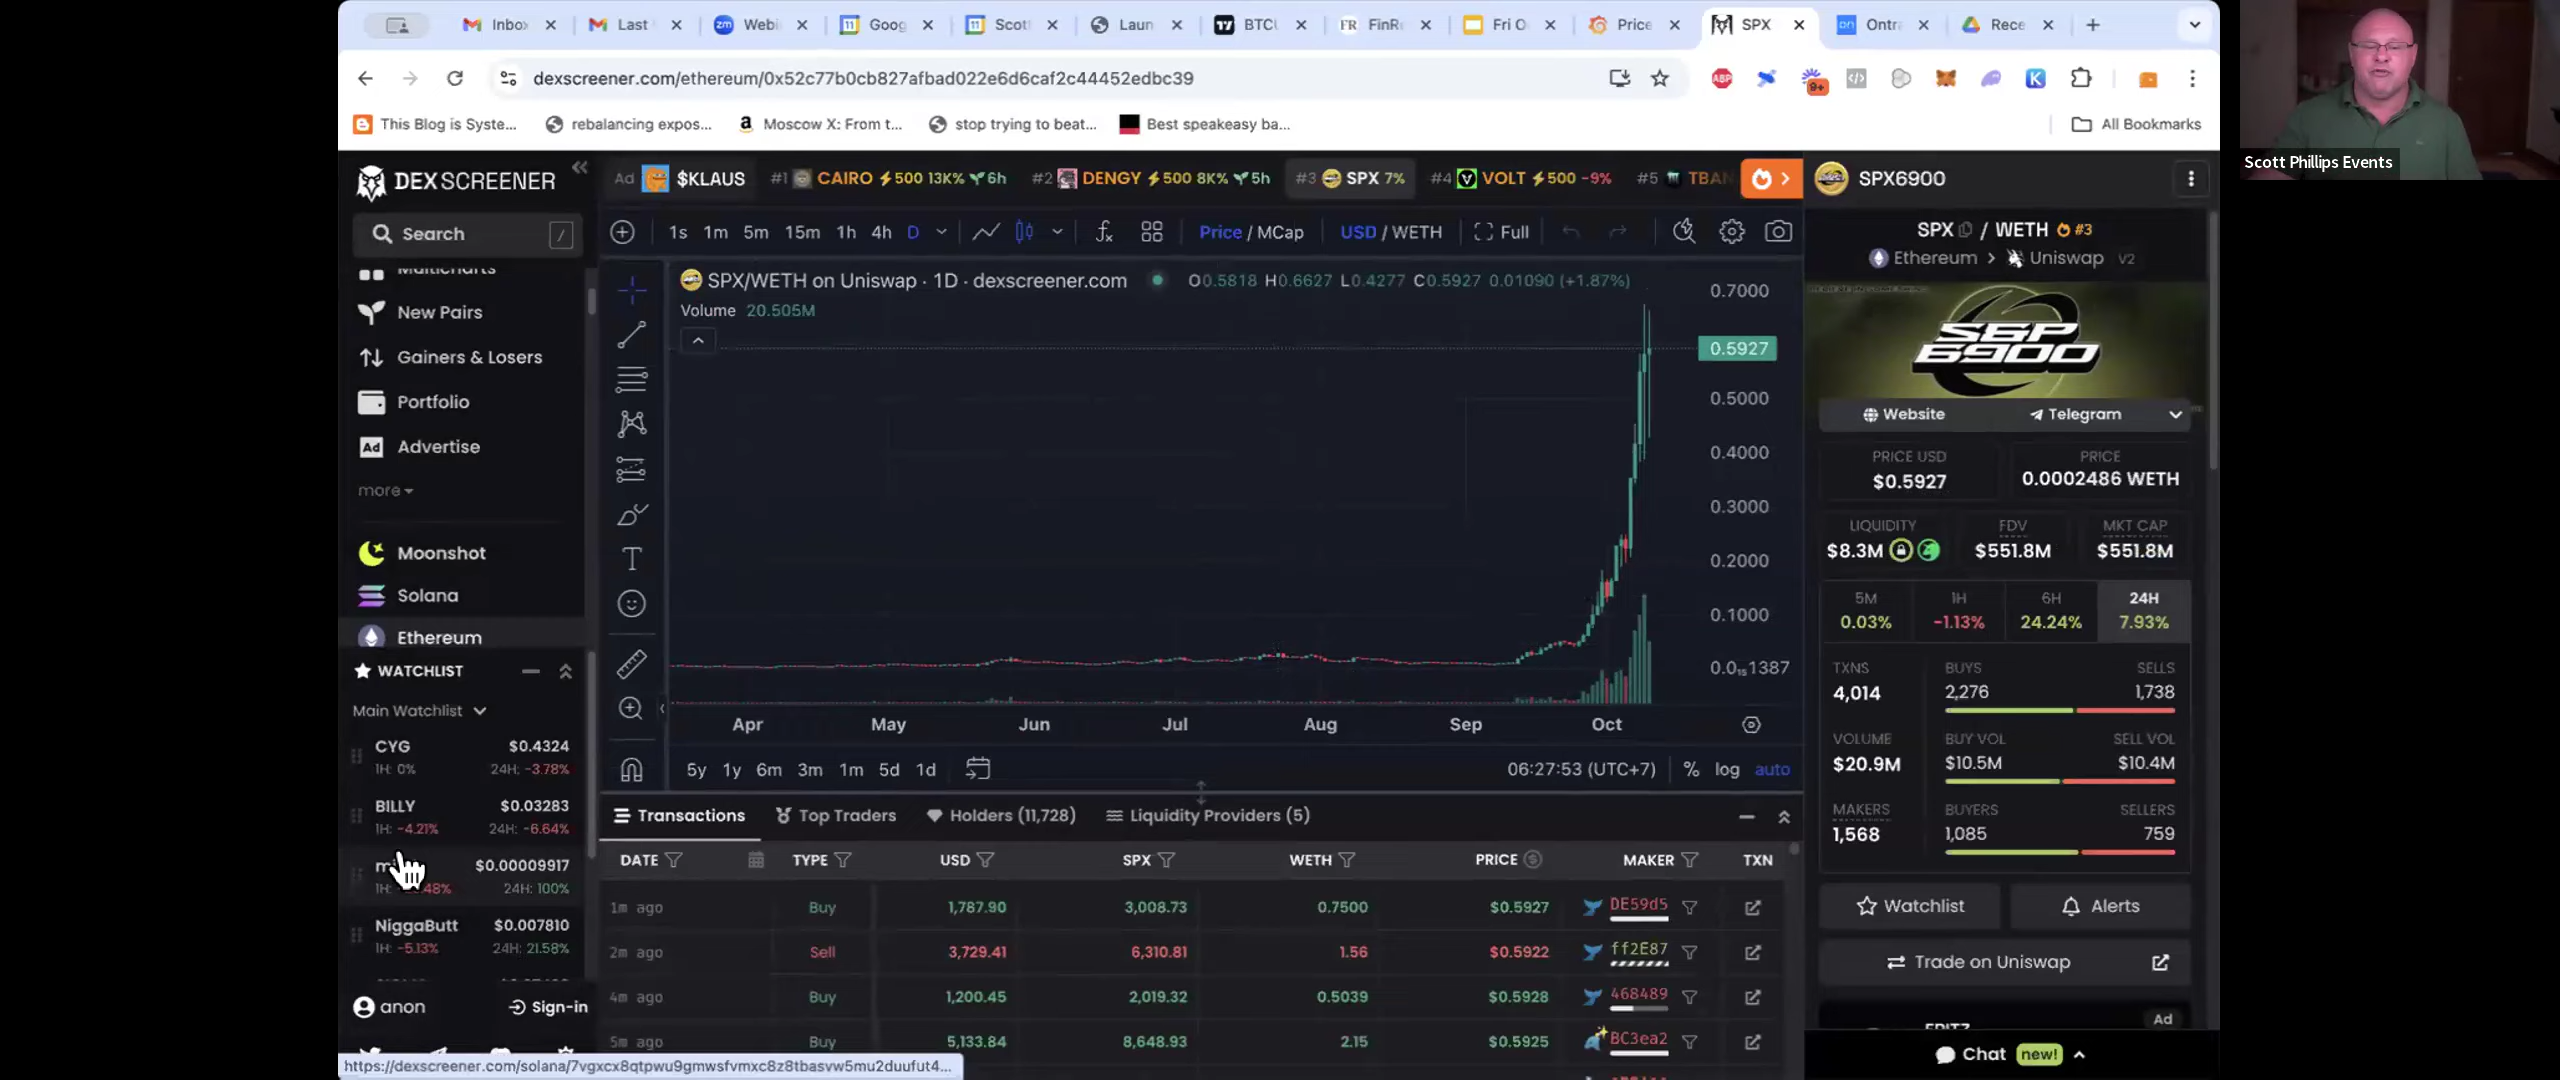 Inbo
Last
Webi
Goog
Scot
Laun
BTCU
FinR
Fri O
Price
SPX
Ontr
Rece
dexscreener.com/ethereum/0x52c77b0cb827afbad022e6d6caf2c44452edbc39
This Blog is Syste...
rebalancing expos...
Moscow X: From t...
stop trying to beat...
Best speakeasy ba...
All Bookmarks
Scott Phillips Events
DEX SCREENER
Search /
Multicharts
New Pairs
Gainers & Losers
Portfolio
Ad Advertise
more
Moonshot
Solana
Ethereum
WATCHLIST
Main Watchlist
CYG $0.4324
1H: 0% 24H: -3.78%
BILLY $0.03283
1H: -4.21% 24H: -6.64%
$0.00009917
1H: 48% 24H: 100%
NiggaButt $0.007810
1H: -5.13% 24H: 21.58%
anon Sign-in
https://dexscreener.com/solana/7vgxcx8qtpwu9gmwsfvmxc8z8tbasvw5mu2duufut4...
Ad $KLAUS #1 CAIRO 500 13K% 6h #2 DENGY 500 8K% 5h #3 SPX 7% #4 VOLT 500 -9% #5 TBAN
1s 1m 5m 15m 1h 4h D Price / MCap USD / WETH Full
SPX/WETH on Uniswap · 1D · dexscreener.com O0.5818 H0.6627 L0.4277 C0.5927 0.01090 (+1.87%)
Volume 20.505M
0.7000
0.5927
0.5000
0.4000
0.3000
0.2000
0.1000
0.0₁₅1387
Apr May Jun Jul Aug Sep Oct
5y 1y 6m 3m 1m 5d 1d 06:27:53 (UTC+7) % log auto
Transactions Top Traders Holders (11,728) Liquidity Providers (5)
DATE TYPE USD SPX WETH PRICE MAKER TXN
1m ago Buy 1,787.90 3,008.73 0.7500 $0.5927 DE59d5
2m ago Sell 3,729.41 6,310.81 1.56 $0.5922 ff2E87
4m ago Buy 1,200.45 2,019.32 0.5039 $0.5928 468489
5m ago Buy 5,133.84 8,648.93 2.15 $0.5925 BC3ea2
SPX6900
SPX / WETH #3
Ethereum > Uniswap V2
S&P
6900
Website Telegram
PRICE USD PRICE
$0.5927 0.0002486 WETH
LIQUIDITY FDV MKT CAP
$8.3M $551.8M $551.8M
5M 1H 6H 24H
0.03% -1.13% 24.24% 7.93%
TXNS BUYS SELLS
4,014 2,276 1,738
VOLUME BUY VOL SELL VOL
$20.9M $10.5M $10.4M
MAKERS BUYERS SELLERS
1,568 1,085 759
Watchlist Alerts
Trade on Uniswap
Ad
Chat new!